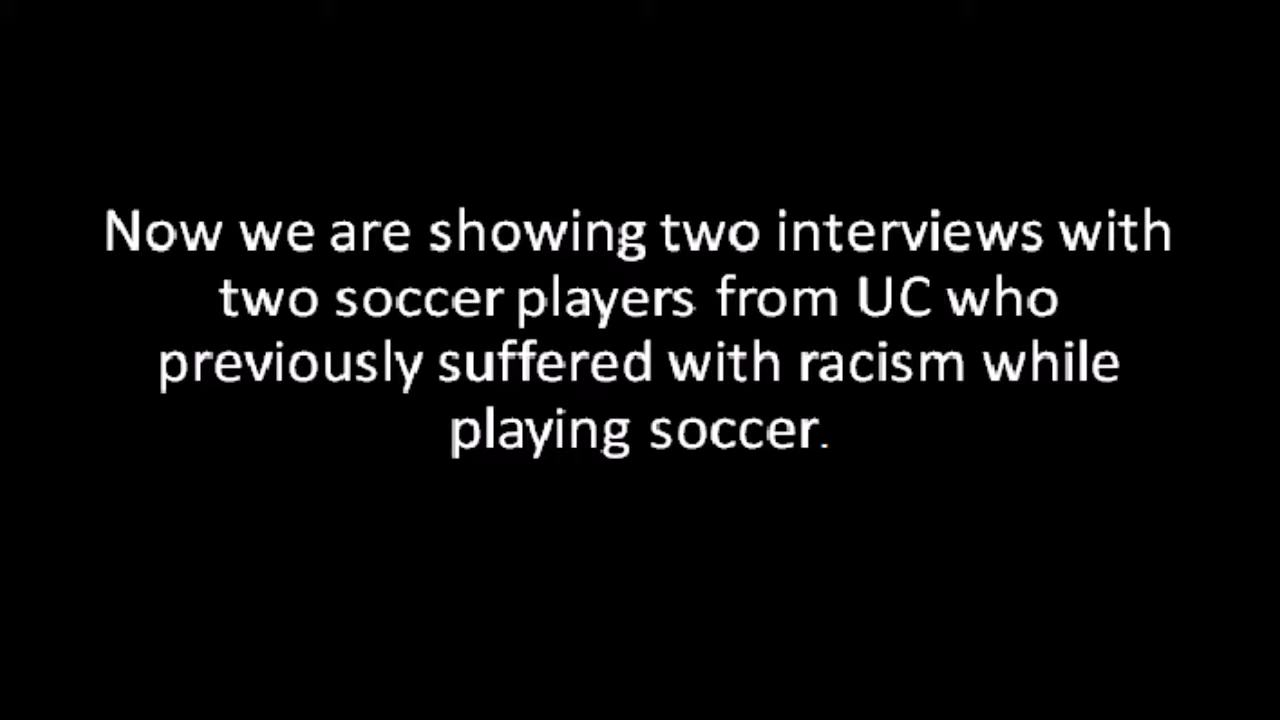 Now we are showing two interviews with
two soccer players from UC who
previously suffered with racism while
playing soccer.